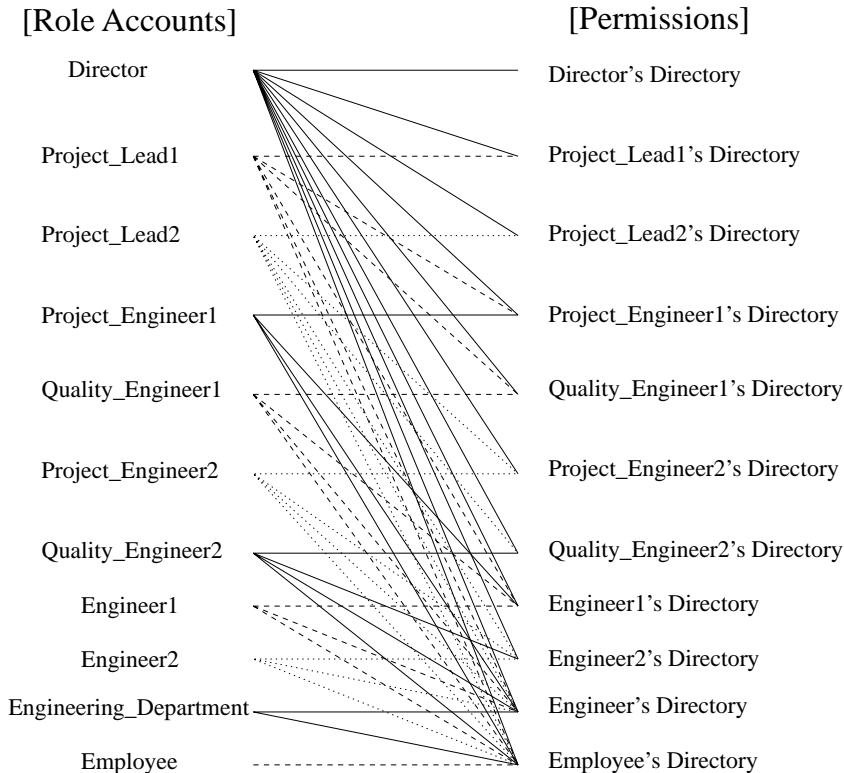 [Role Accounts] [Permissions]
Director Director's Directory
Project_Lead1 Project_Lead1's Directory
Project_Lead2 Project_Lead2's Directory
Project_Engineer1 Project_Engineer1's Directory
Quality_Engineer1 Quality_Engineer1's Directory
Project_Engineer2 Project_Engineer2's Directory
Quality_Engineer2 Quality_Engineer2's Directory
Engineer1 Engineer1's Directory
Engineer2 Engineer2's Directory
Engineering_Department Engineer's Directory
Employee Employee's Directory